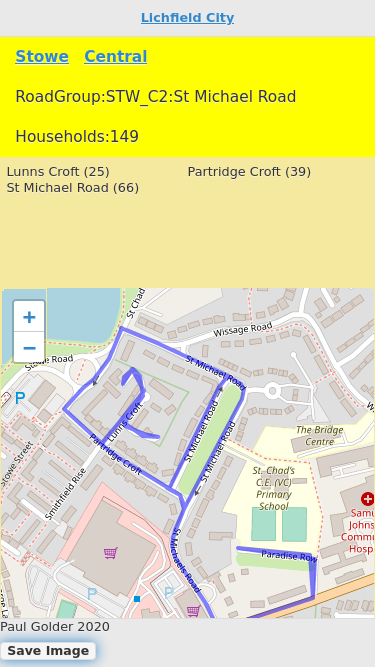 Lichfield City
Stowe Central
RoadGroup:STW_C2:St Michael Road
Households:149
Lunns Croft (25)
Partridge Croft (39)
St Michael Road (66)
+
−
St Chad
Wissage Road
Stowe Road
St Michael Road
P
Lunns Croft
St Michael Road
St Michael Road
The Bridge
Centre
Partridge Croft
Stowe Street
Smithfield Rise
St. Chad's
C.E. (VC)
Primary
School
Samu
Johns
Commu
Hosp
St Michaels Road
Paradise Row
P
P
Paul Golder 2020
Save Image